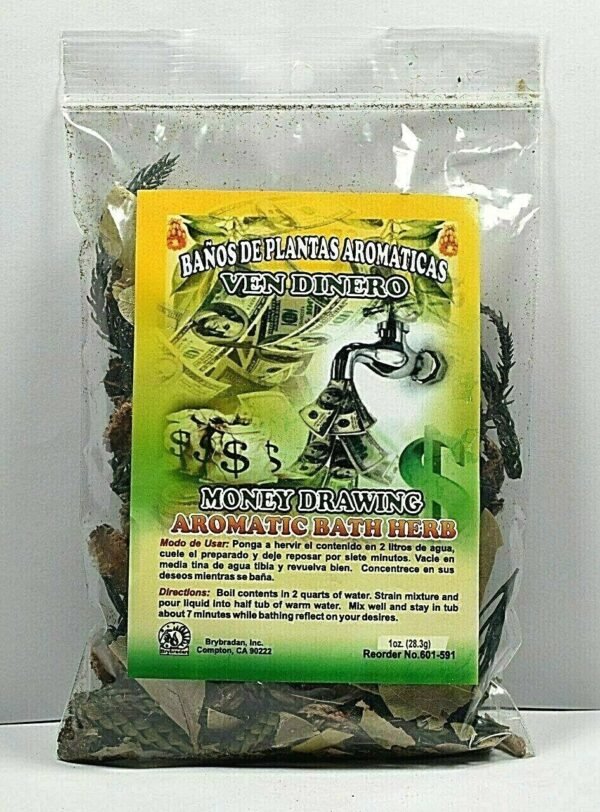 BAÑOS DE PLANTAS AROMATICAS
VEN DINERO
MONEY DRAWING
AROMATIC BATH HERB
Modo de Usar: Ponga a hervir el contenido en 2 litros de agua,
cuele el preparado y deje reposar por siete minutos. Vacie en
media tina de agua tibia y revuelva bien. Concentrece en sus
deseos mientras se baña.
Directions: Boil contents in 2 quarts of water. Strain mixture and
pour liquid into half tub of warm water. Mix well and stay in tub
about 7 minutes while bathing reflect on your desires.
Brybradan
Brybradan, Inc.
Compton, CA 90222
1oz. (28.3g)
Reorder No.601-591